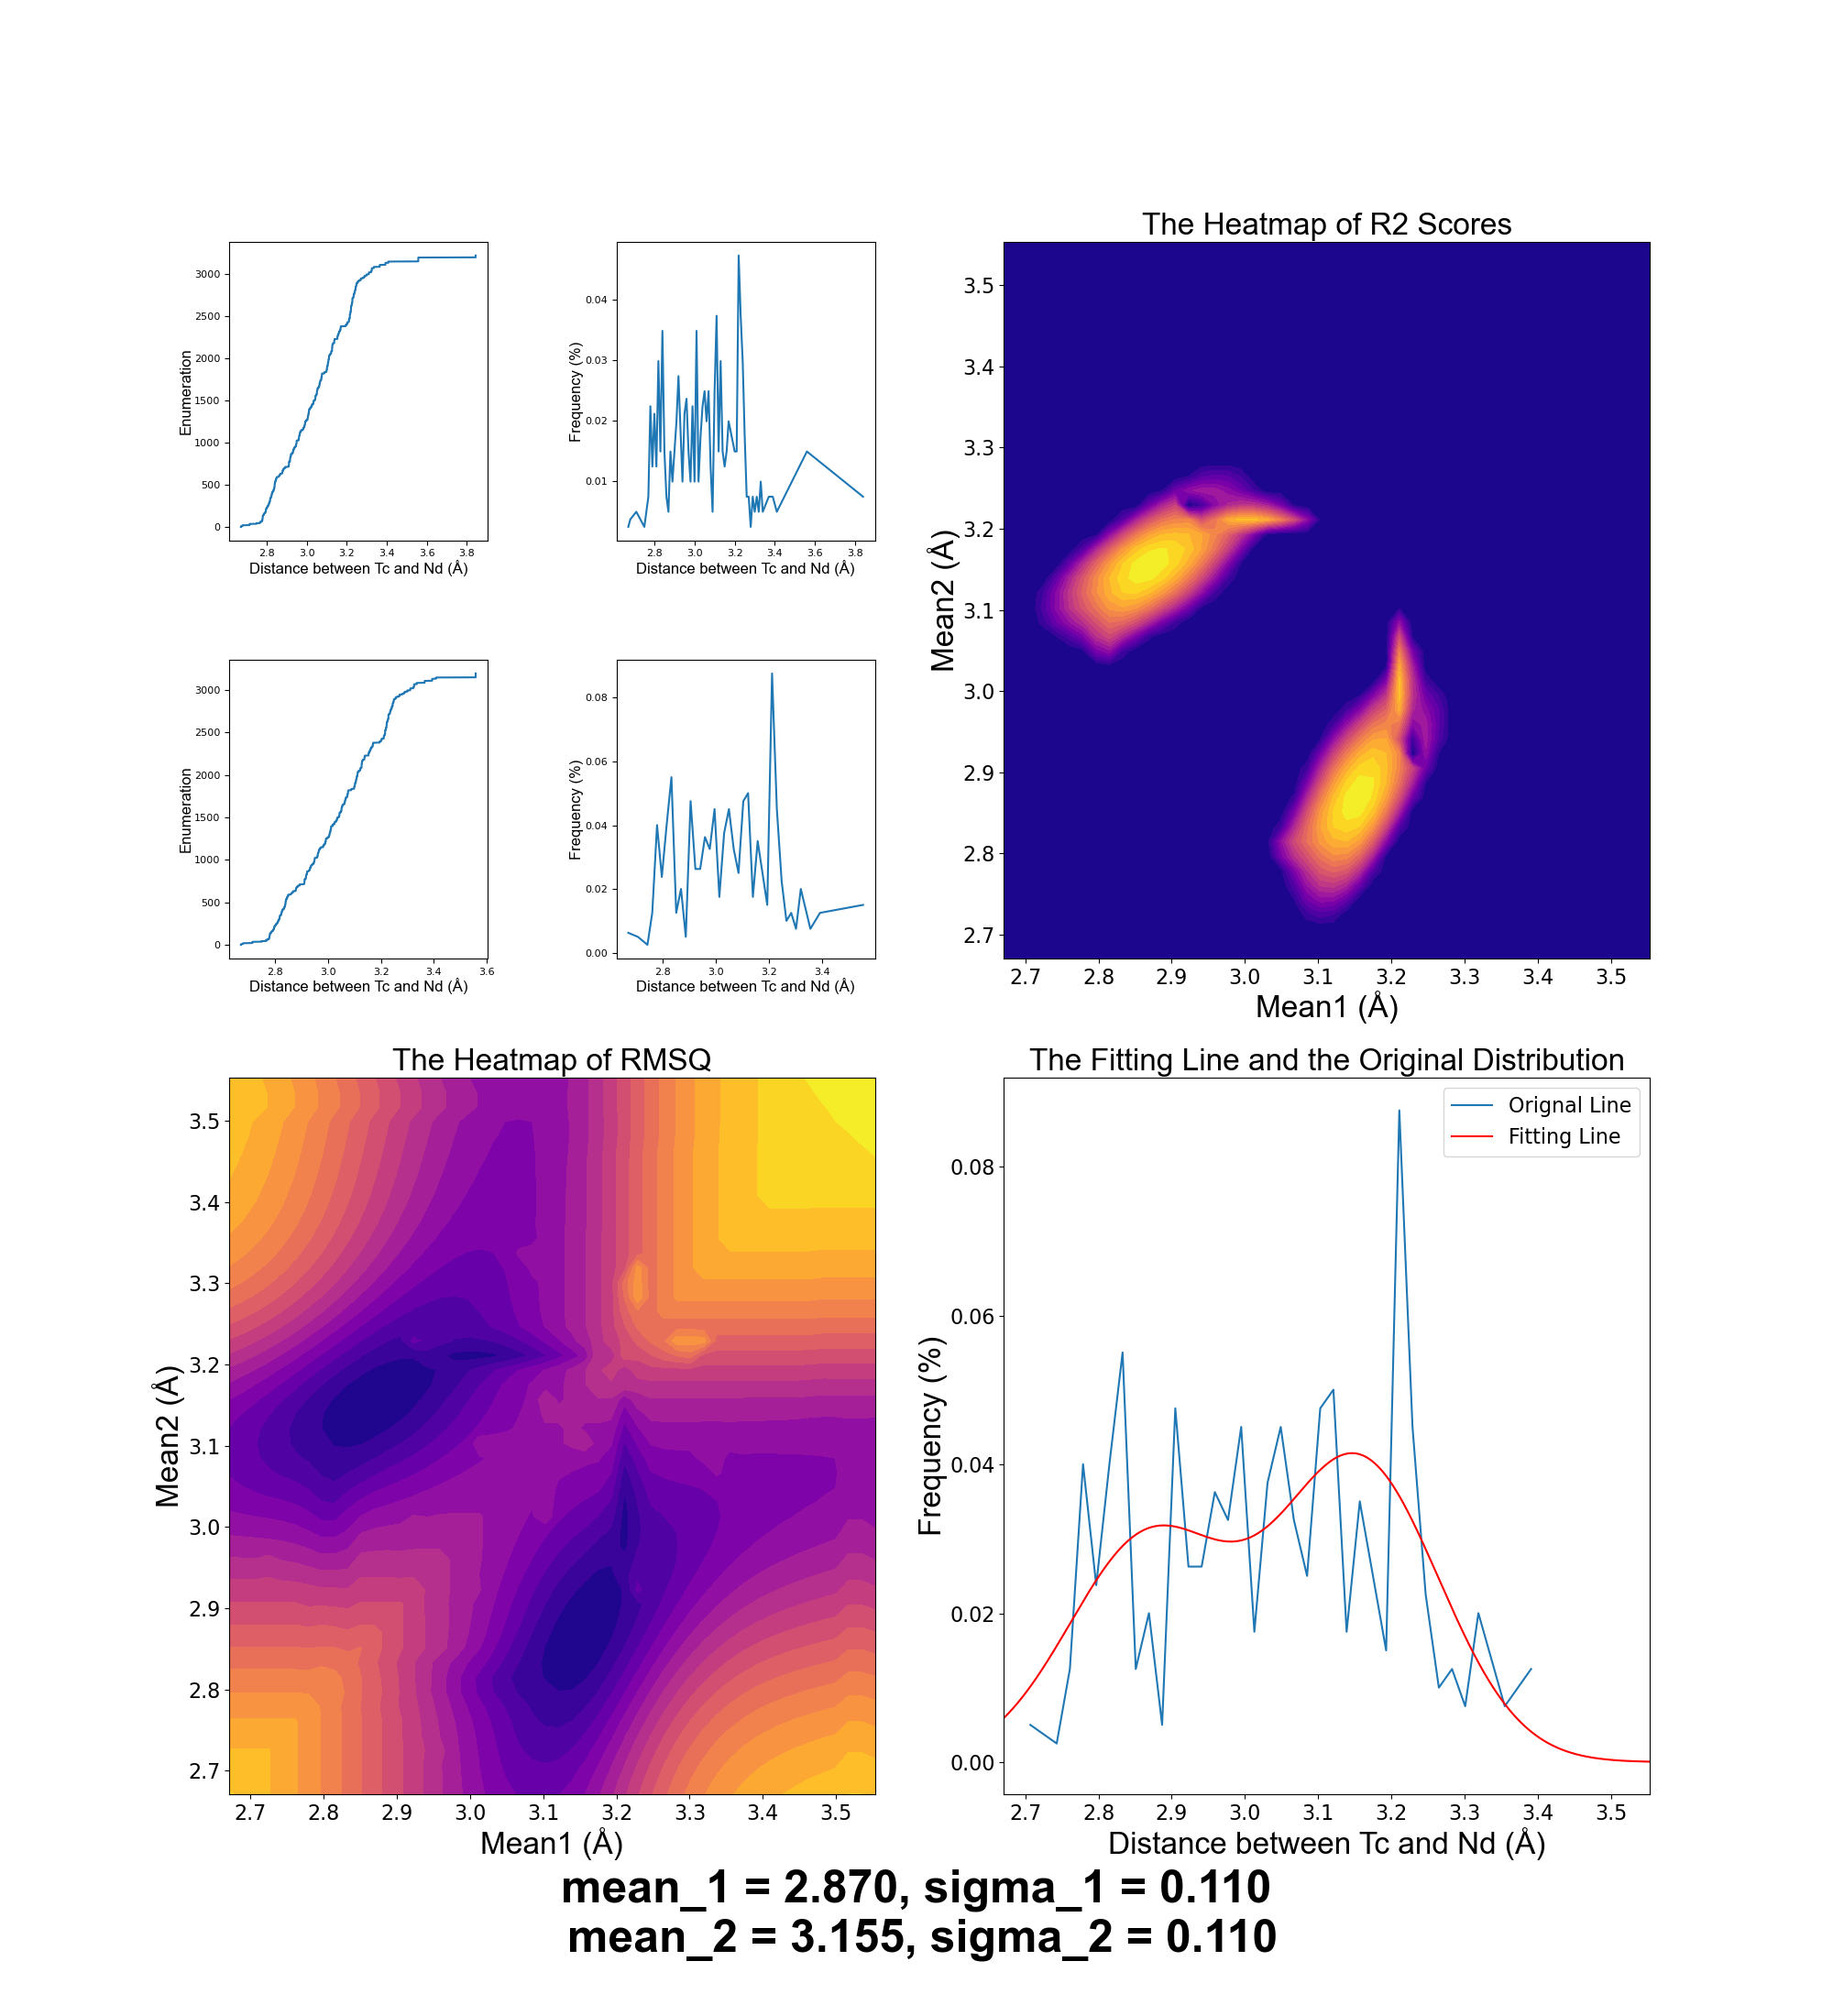 The Heatmap of R2 Scores
3000
2500
2000
1500
1000
500
0
Enumeration
2.8 3.0 3.2 3.4 3.6 3.8
Distance between Tc and Nd (Å)
0.04
0.03
0.02
0.01
Frequency (%)
2.8 3.0 3.2 3.4 3.6 3.8
Distance between Tc and Nd (Å)
3.5
3.4
3.3
3.2
3.1
3.0
2.9
2.8
2.7
Mean2 (Å)
2.7 2.8 2.9 3.0 3.1 3.2 3.3 3.4 3.5
Mean1 (Å)
3000
2500
2000
1500
1000
500
0
Enumeration
2.8 3.0 3.2 3.4 3.6
Distance between Tc and Nd (Å)
0.08
0.06
0.04
0.02
0.00
Frequency (%)
2.8 3.0 3.2 3.4
Distance between Tc and Nd (Å)
The Heatmap of RMSQ
3.5
3.4
3.3
3.2
3.1
3.0
2.9
2.8
2.7
Mean2 (Å)
2.7 2.8 2.9 3.0 3.1 3.2 3.3 3.4 3.5
Mean1 (Å)
The Fitting Line and the Original Distribution
Orignal Line
Fitting Line
0.08
0.06
0.04
0.02
0.00
Frequency (%)
2.7 2.8 2.9 3.0 3.1 3.2 3.3 3.4 3.5
Distance between Tc and Nd (Å)
mean_1 = 2.870, sigma_1 = 0.110
mean_2 = 3.155, sigma_2 = 0.110